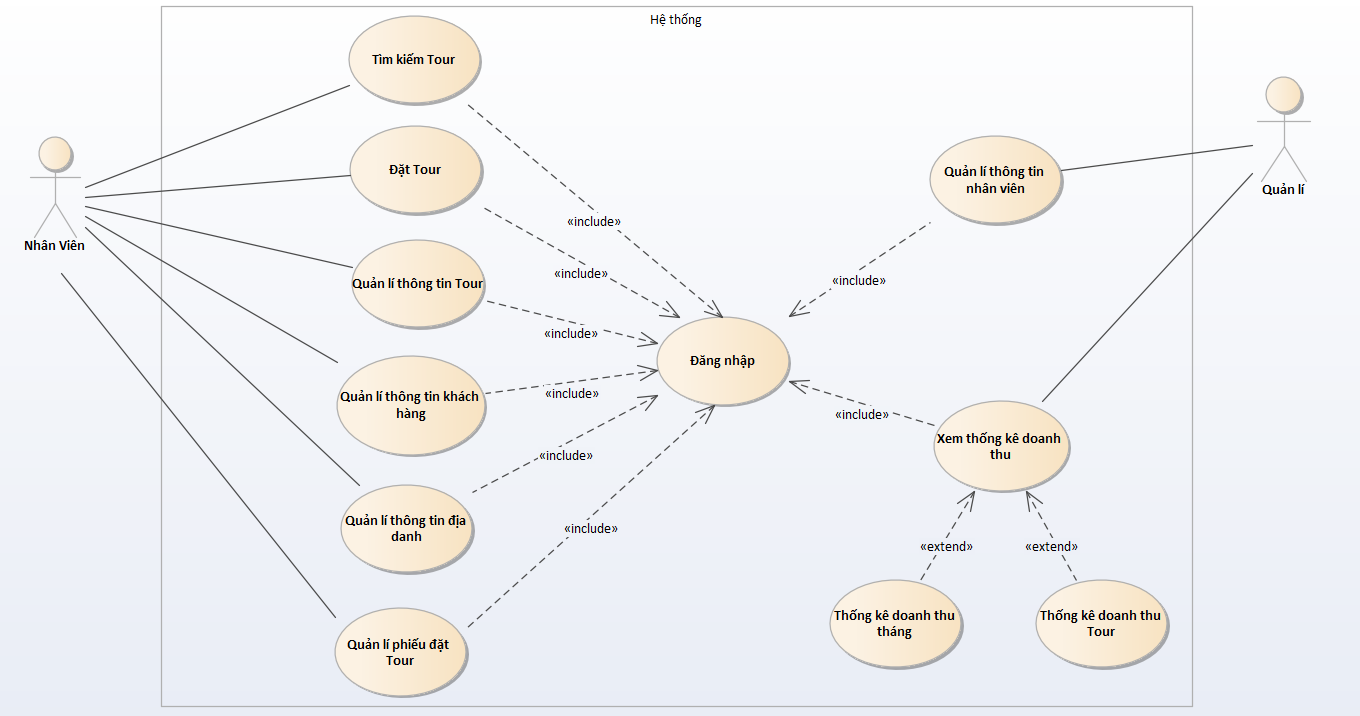 Hệ thống
Tìm kiếm Tour
Đặt Tour
Quản lí thông tin
nhân viên
Quản lí
«include»
Nhân Viên
«include»
Quản lí thông tin Tour
«include»
«include»
Đăng nhập
«include»
Quản lí thông tin khách
hàng
«include»
Xem thống kê doanh
thu
«include»
Quản lí thông tin địa
danh
«include»
«extend»
«extend»
Thống kê doanh thu
tháng
Thống kê doanh thu
Tour
Quản lí phiếu đặt
Tour